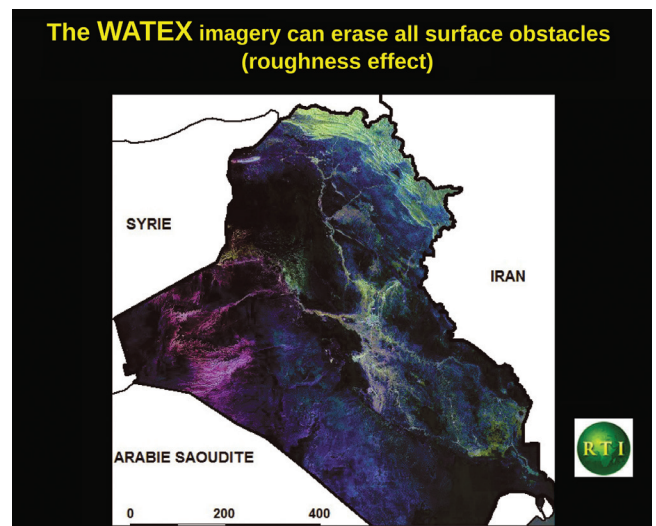 The WATEX imagery can erase all surface obstacles
(roughness effect)
SYRIE
IRAN
ARABIE SAOUDITE
RTI
0 200 400